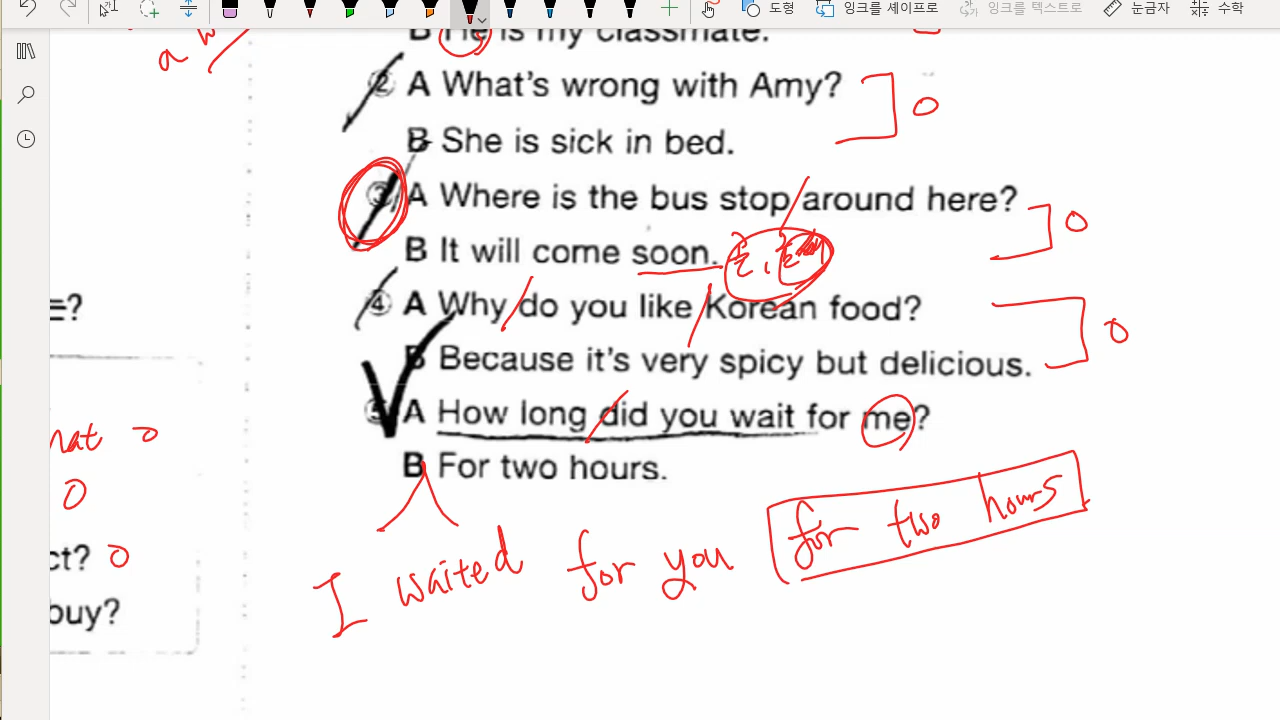 도형 잉크를 셰이프로 잉크를 텍스트로 눈금자 수학
a
B He is my classmate.
② A What's wrong with Amy? o
B She is sick in bed.
③ A Where is the bus stop around here? o
B It will come soon.
④ A Why do you like Korean food? o
B Because it's very spicy but delicious.
⑤ A How long did you wait for me?
B For two hours.
I waited for you for two hours
?
hat o
o
ct? o
buy?